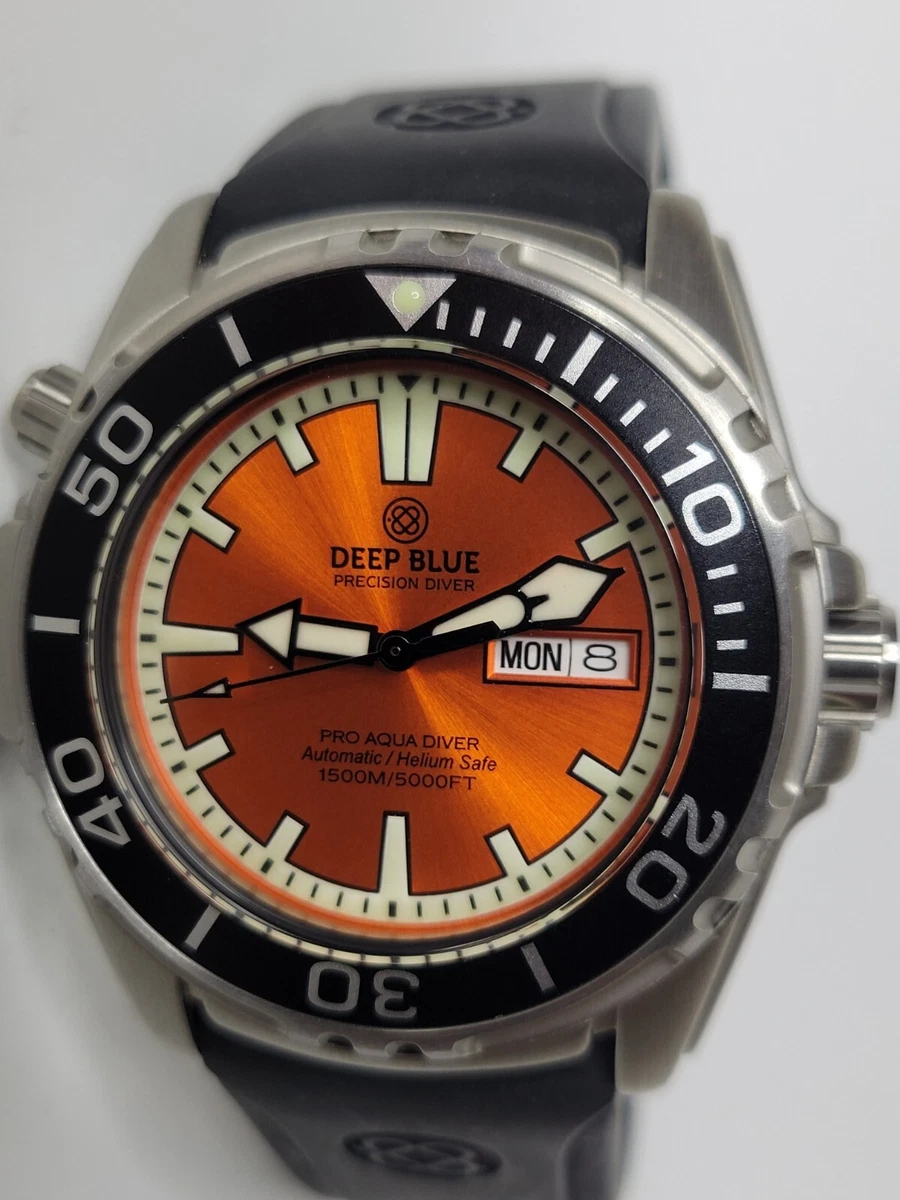 10
20
30
40
50
DEEP BLUE
PRECISION DIVER
MON 8
PRO AQUA DIVER
Automatic / Helium Safe
1500M/5000FT